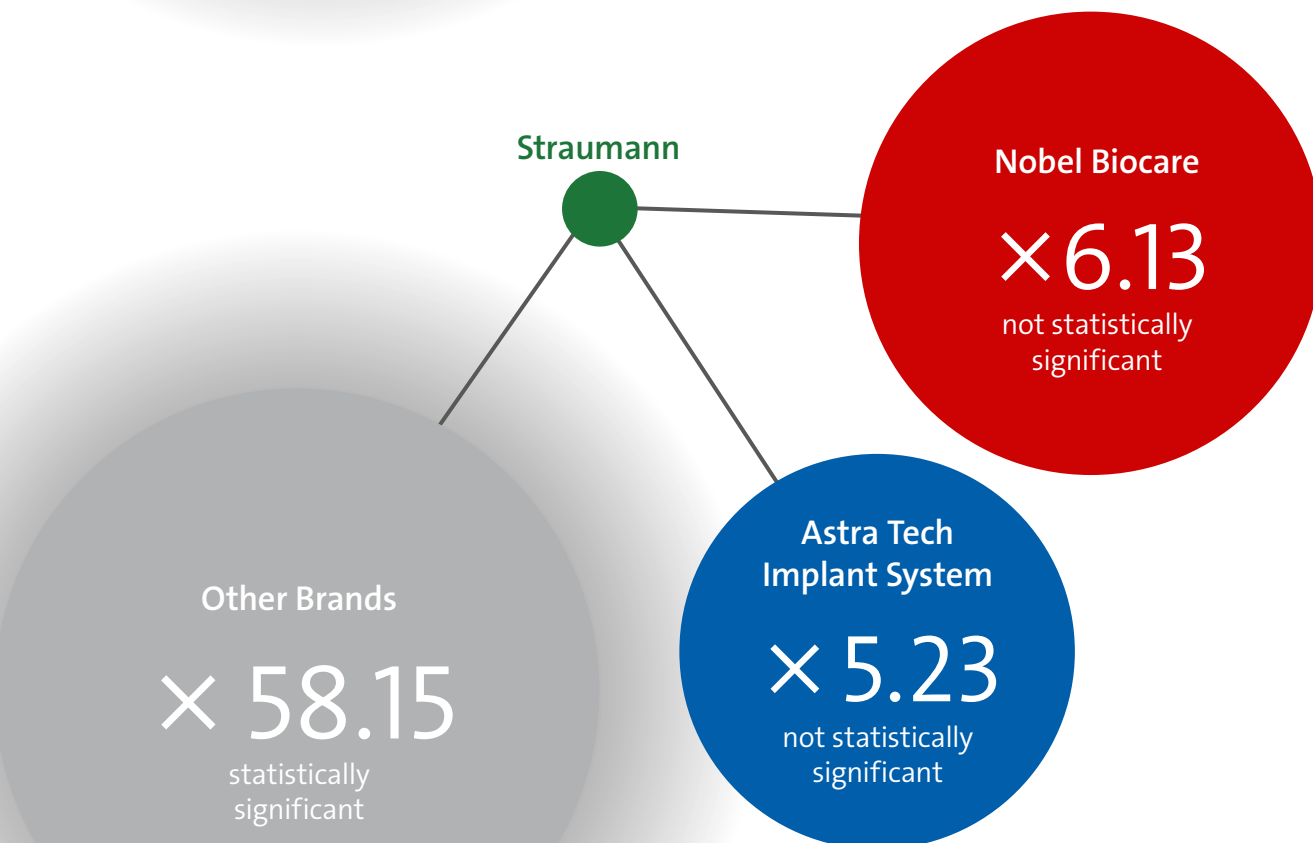 Straumann
Nobel Biocare
×6.13
not statistically
significant
Astra Tech
Implant System
× 5.23
not statistically
significant
Other Brands
× 58.15
statistically
significant